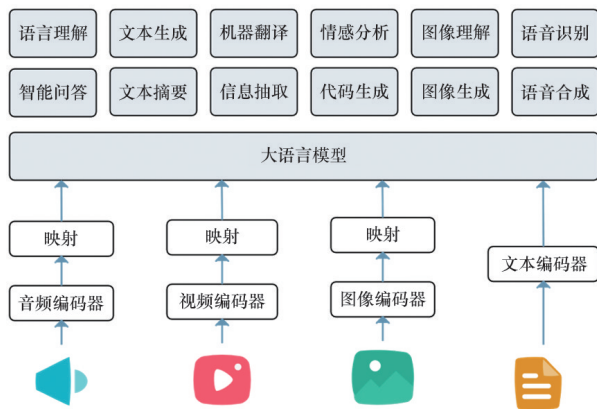 语言理解 文本生成 机器翻译 情感分析 图像理解 语音识别
智能问答 文本摘要 信息抽取 代码生成 图像生成 语音合成
大语言模型
映射 映射 映射
文本编码器
音频编码器 视频编码器 图像编码器